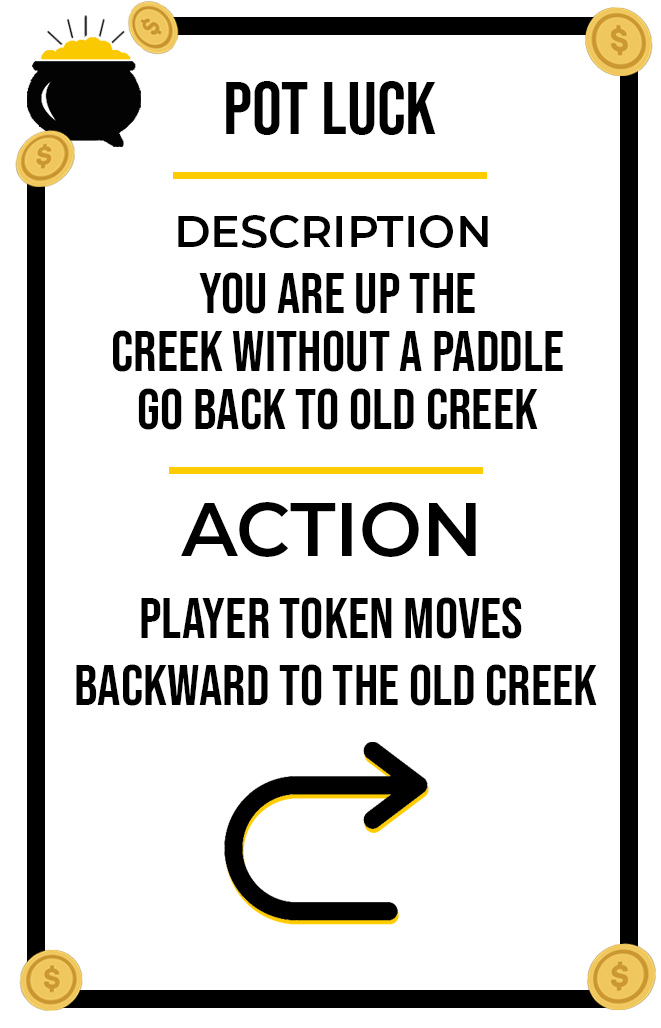 POT LUCK
DESCRIPTION
YOU ARE UP THE
CREEK WITHOUT A PADDLE
GO BACK TO OLD CREEK
ACTION
PLAYER TOKEN MOVES
BACKWARD TO THE OLD CREEK
$
$
$
$
$